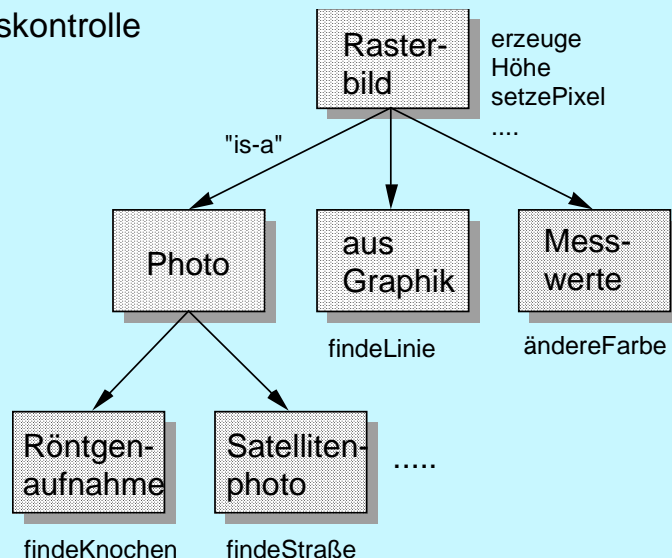 skontrolle
Raster-
bild
erzeuge
Höhe
setzePixel
....
"is-a"
Photo
aus
Graphik
Mess-
werte
findeLinie
ändereFarbe
Röntgen-
aufnahme
Satelliten-
photo
.....
findeKnochen
findeStraße